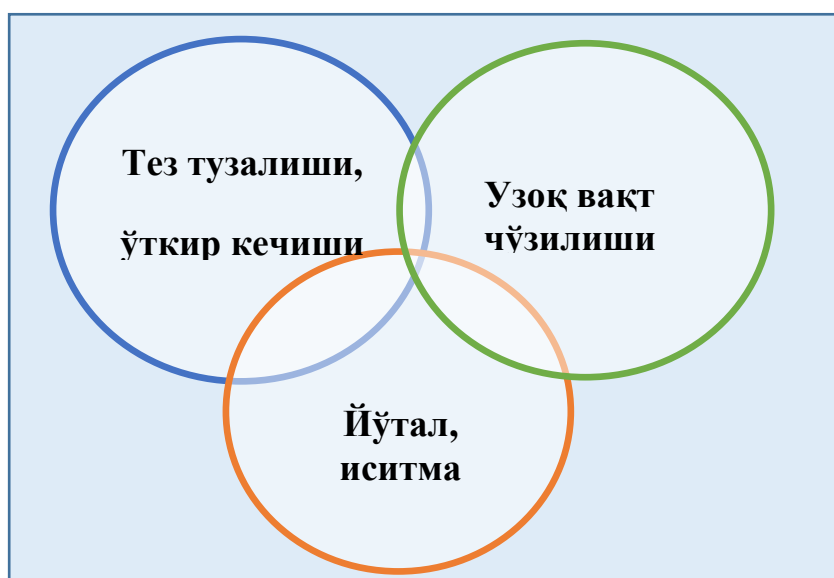 Тез тузалиши,
ўткир кечиши
Узоқ вақт
чўзилиши
Йўтал,
иситма